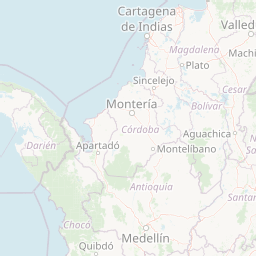 Cartagena
de Indias
Valled
Magdalena
Machi
Plato
Sincelejo
Cesar
Montería
Bolívar
Córdoba
Aguachica
Darién
Apartadó
Montelíbano
Antioquia
Santan
Chocó
Medellín
Quibdó